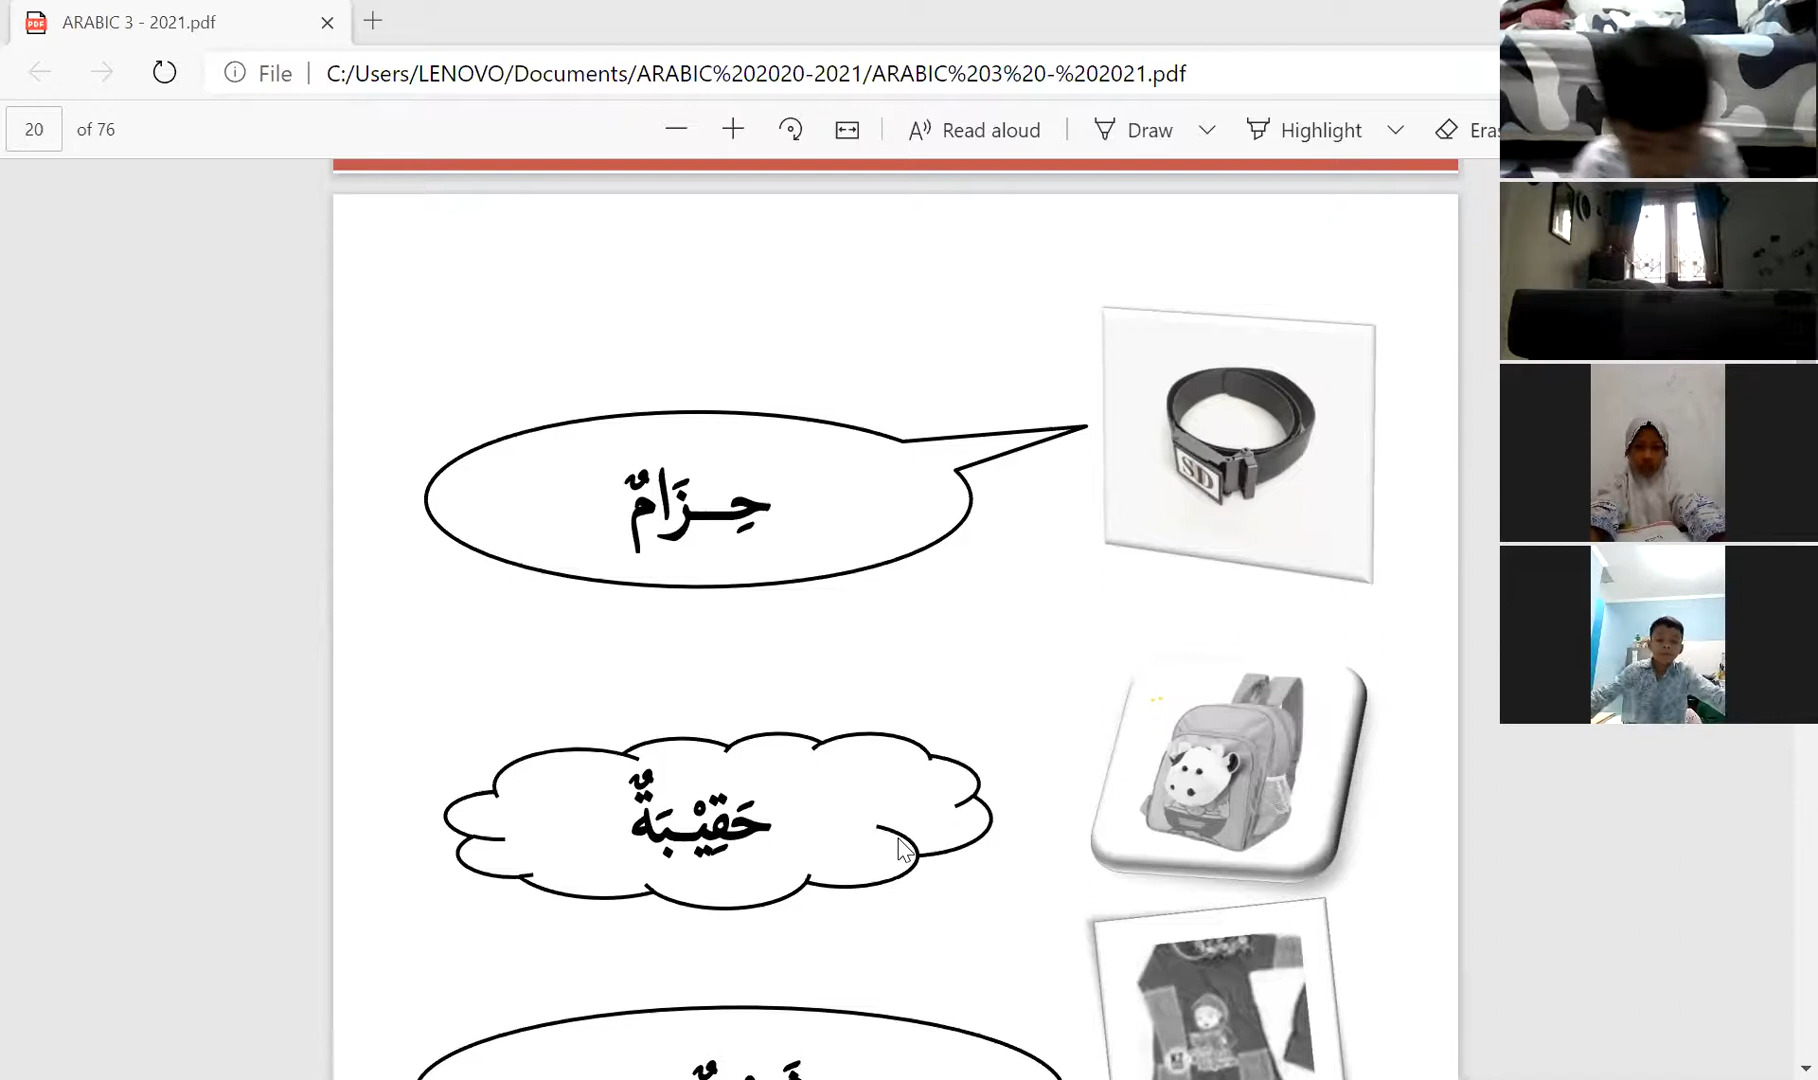 ARABIC 3 - 2021.pdf
File
C:/Users/LENOVO/Documents/ARABIC%202020-2021/ARABIC%203%20-%202021.pdf
20 of 76
Read aloud
Draw
Highlight
SD
حِـزَامٌ
حَقِيْـبَةٌ